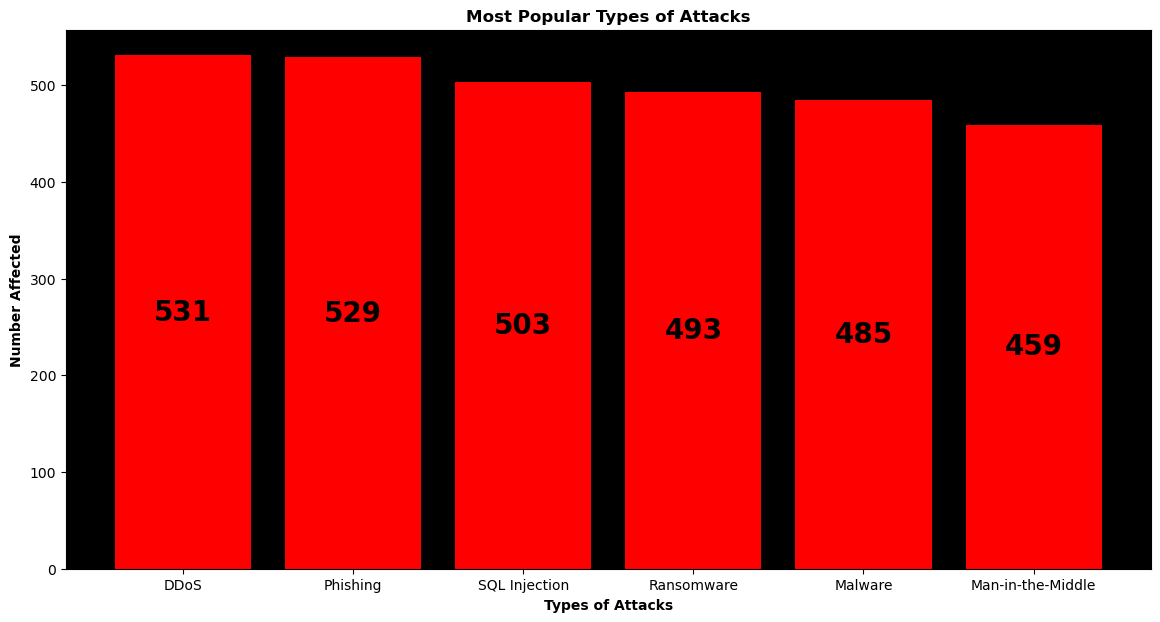 Most Popular Types of Attacks
Number Affected
500
400
300
200
100
0
531
529
503
493
485
459
DDoS
Phishing
SQL Injection
Ransomware
Malware
Man-in-the-Middle
Types of Attacks